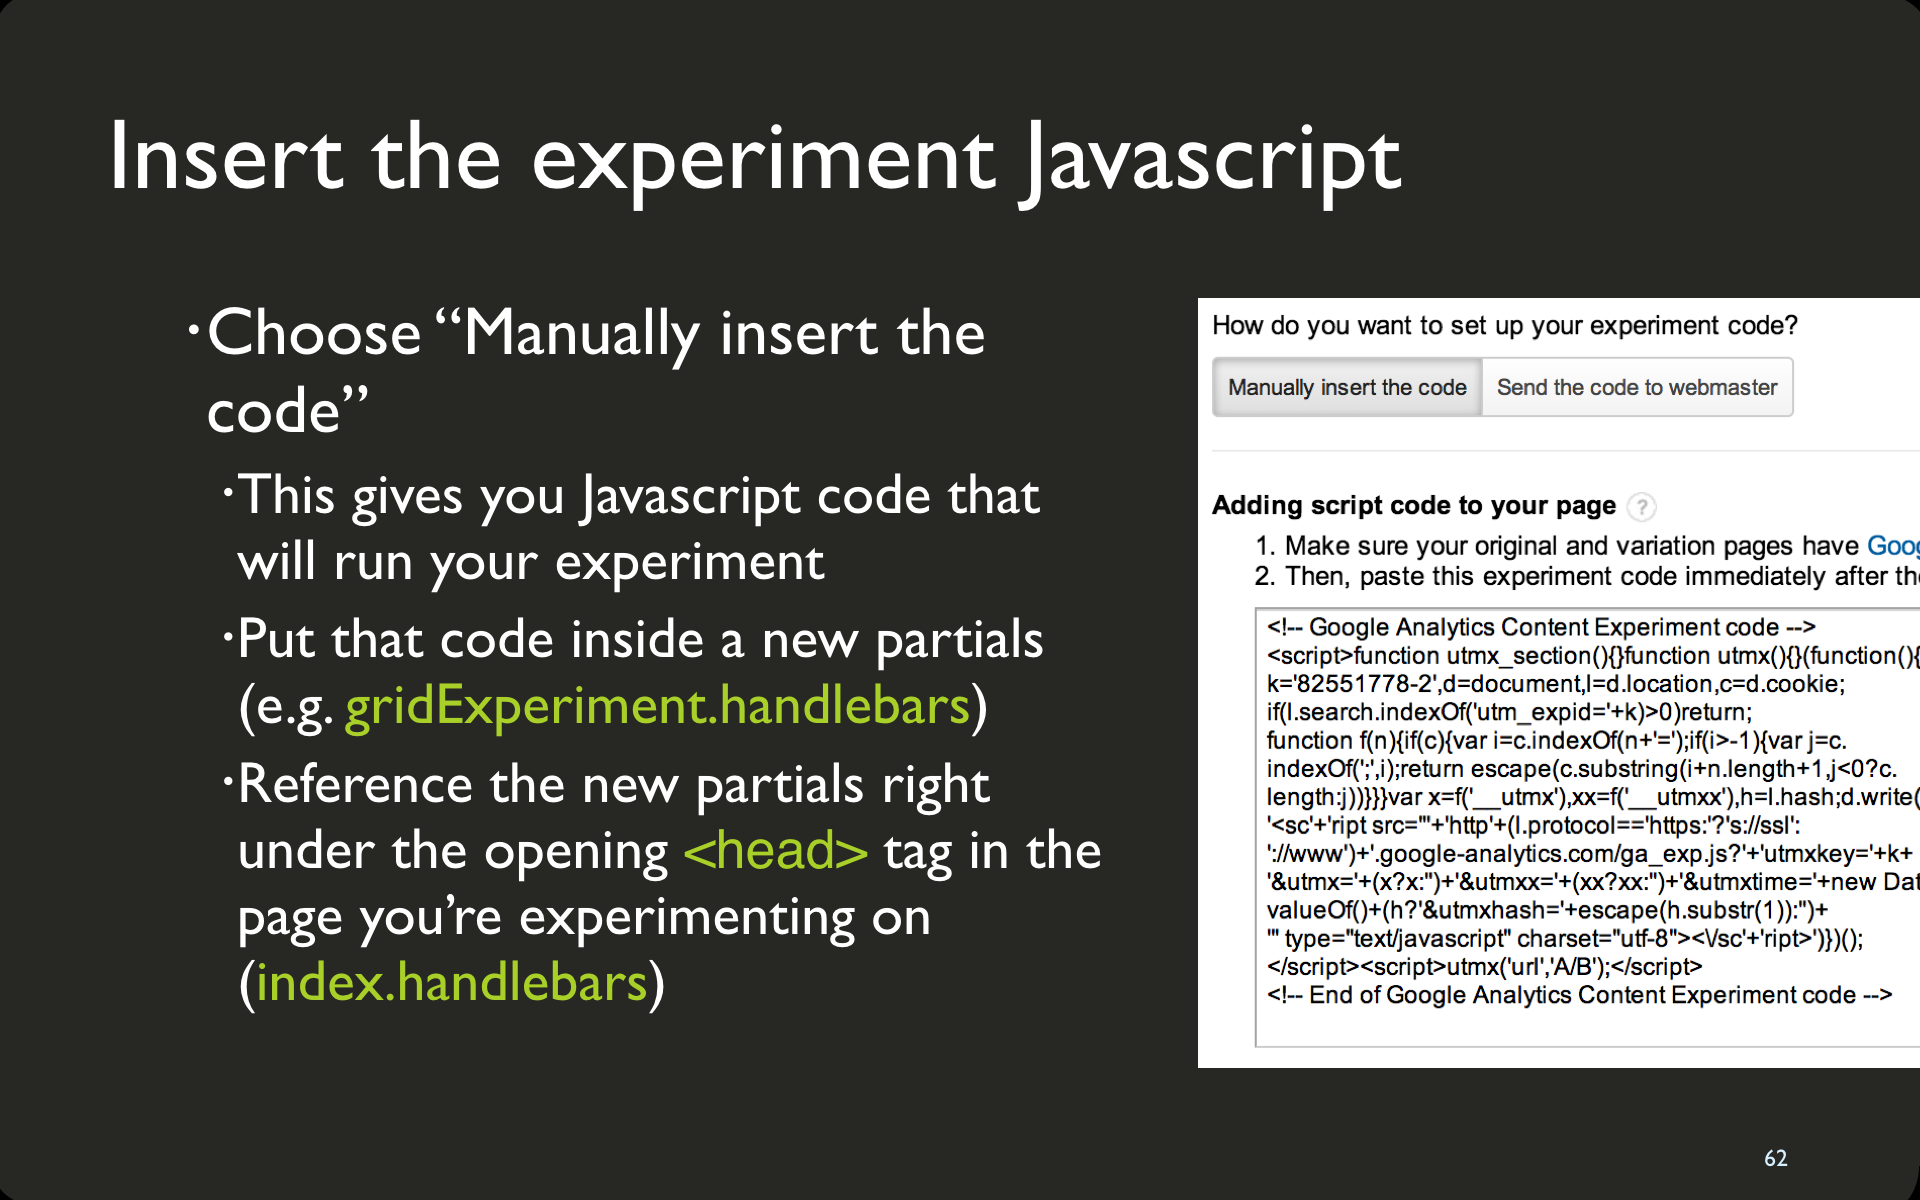 Insert the experiment Javascript
·Choose “Manually insert the
code”
·This gives you Javascript code that
will run your experiment
·Put that code inside a new partials
(e.g. gridExperiment.handlebars)
·Reference the new partials right
under the opening <head> tag in the
page you’re experimenting on
(index.handlebars)
How do you want to set up your experiment code?
Manually insert the code
Send the code to webmaster
Adding script code to your page ?
1. Make sure your original and variation pages have
2. Then, paste this experiment code immediately after
<!-- Google Analytics Content Experiment code -->
<script>function utmx_section(){}function utmx(){}(function(){
k='82551778-2',d=document,l=d.location,c=d.cookie;
if(l.search.indexOf('utm_expid='+k)>0)return;
function f(n){if(c){var i=c.indexOf(n+'=');if(i>-1){var j=c.
indexOf(';',i);return escape(c.substring(i+n.length+1,j<0?c.
length:j))}}}var x=f('__utmx'),xx=f('__utmxx'),h=l.hash;d.write(
'<sc'+'ript src="'+'http'+(l.protocol=='https:'?'s://ssl':
'://www')+'.google-analytics.com/ga_exp.js?'+'utmxkey='+k+
'&utmx='+(x?x:'')+'&utmxx='+(xx?xx:'')+'&utmxtime='+new
valueOf()+(h?'&utmxhash='+escape(h.substr(1)):'')+
'" type="text/javascript" charset="utf-8"><\/sc'+'ript>')})();
</script><script>utmx('url','A/B');</script>
<!-- End of Google Analytics Content Experiment code -->
62